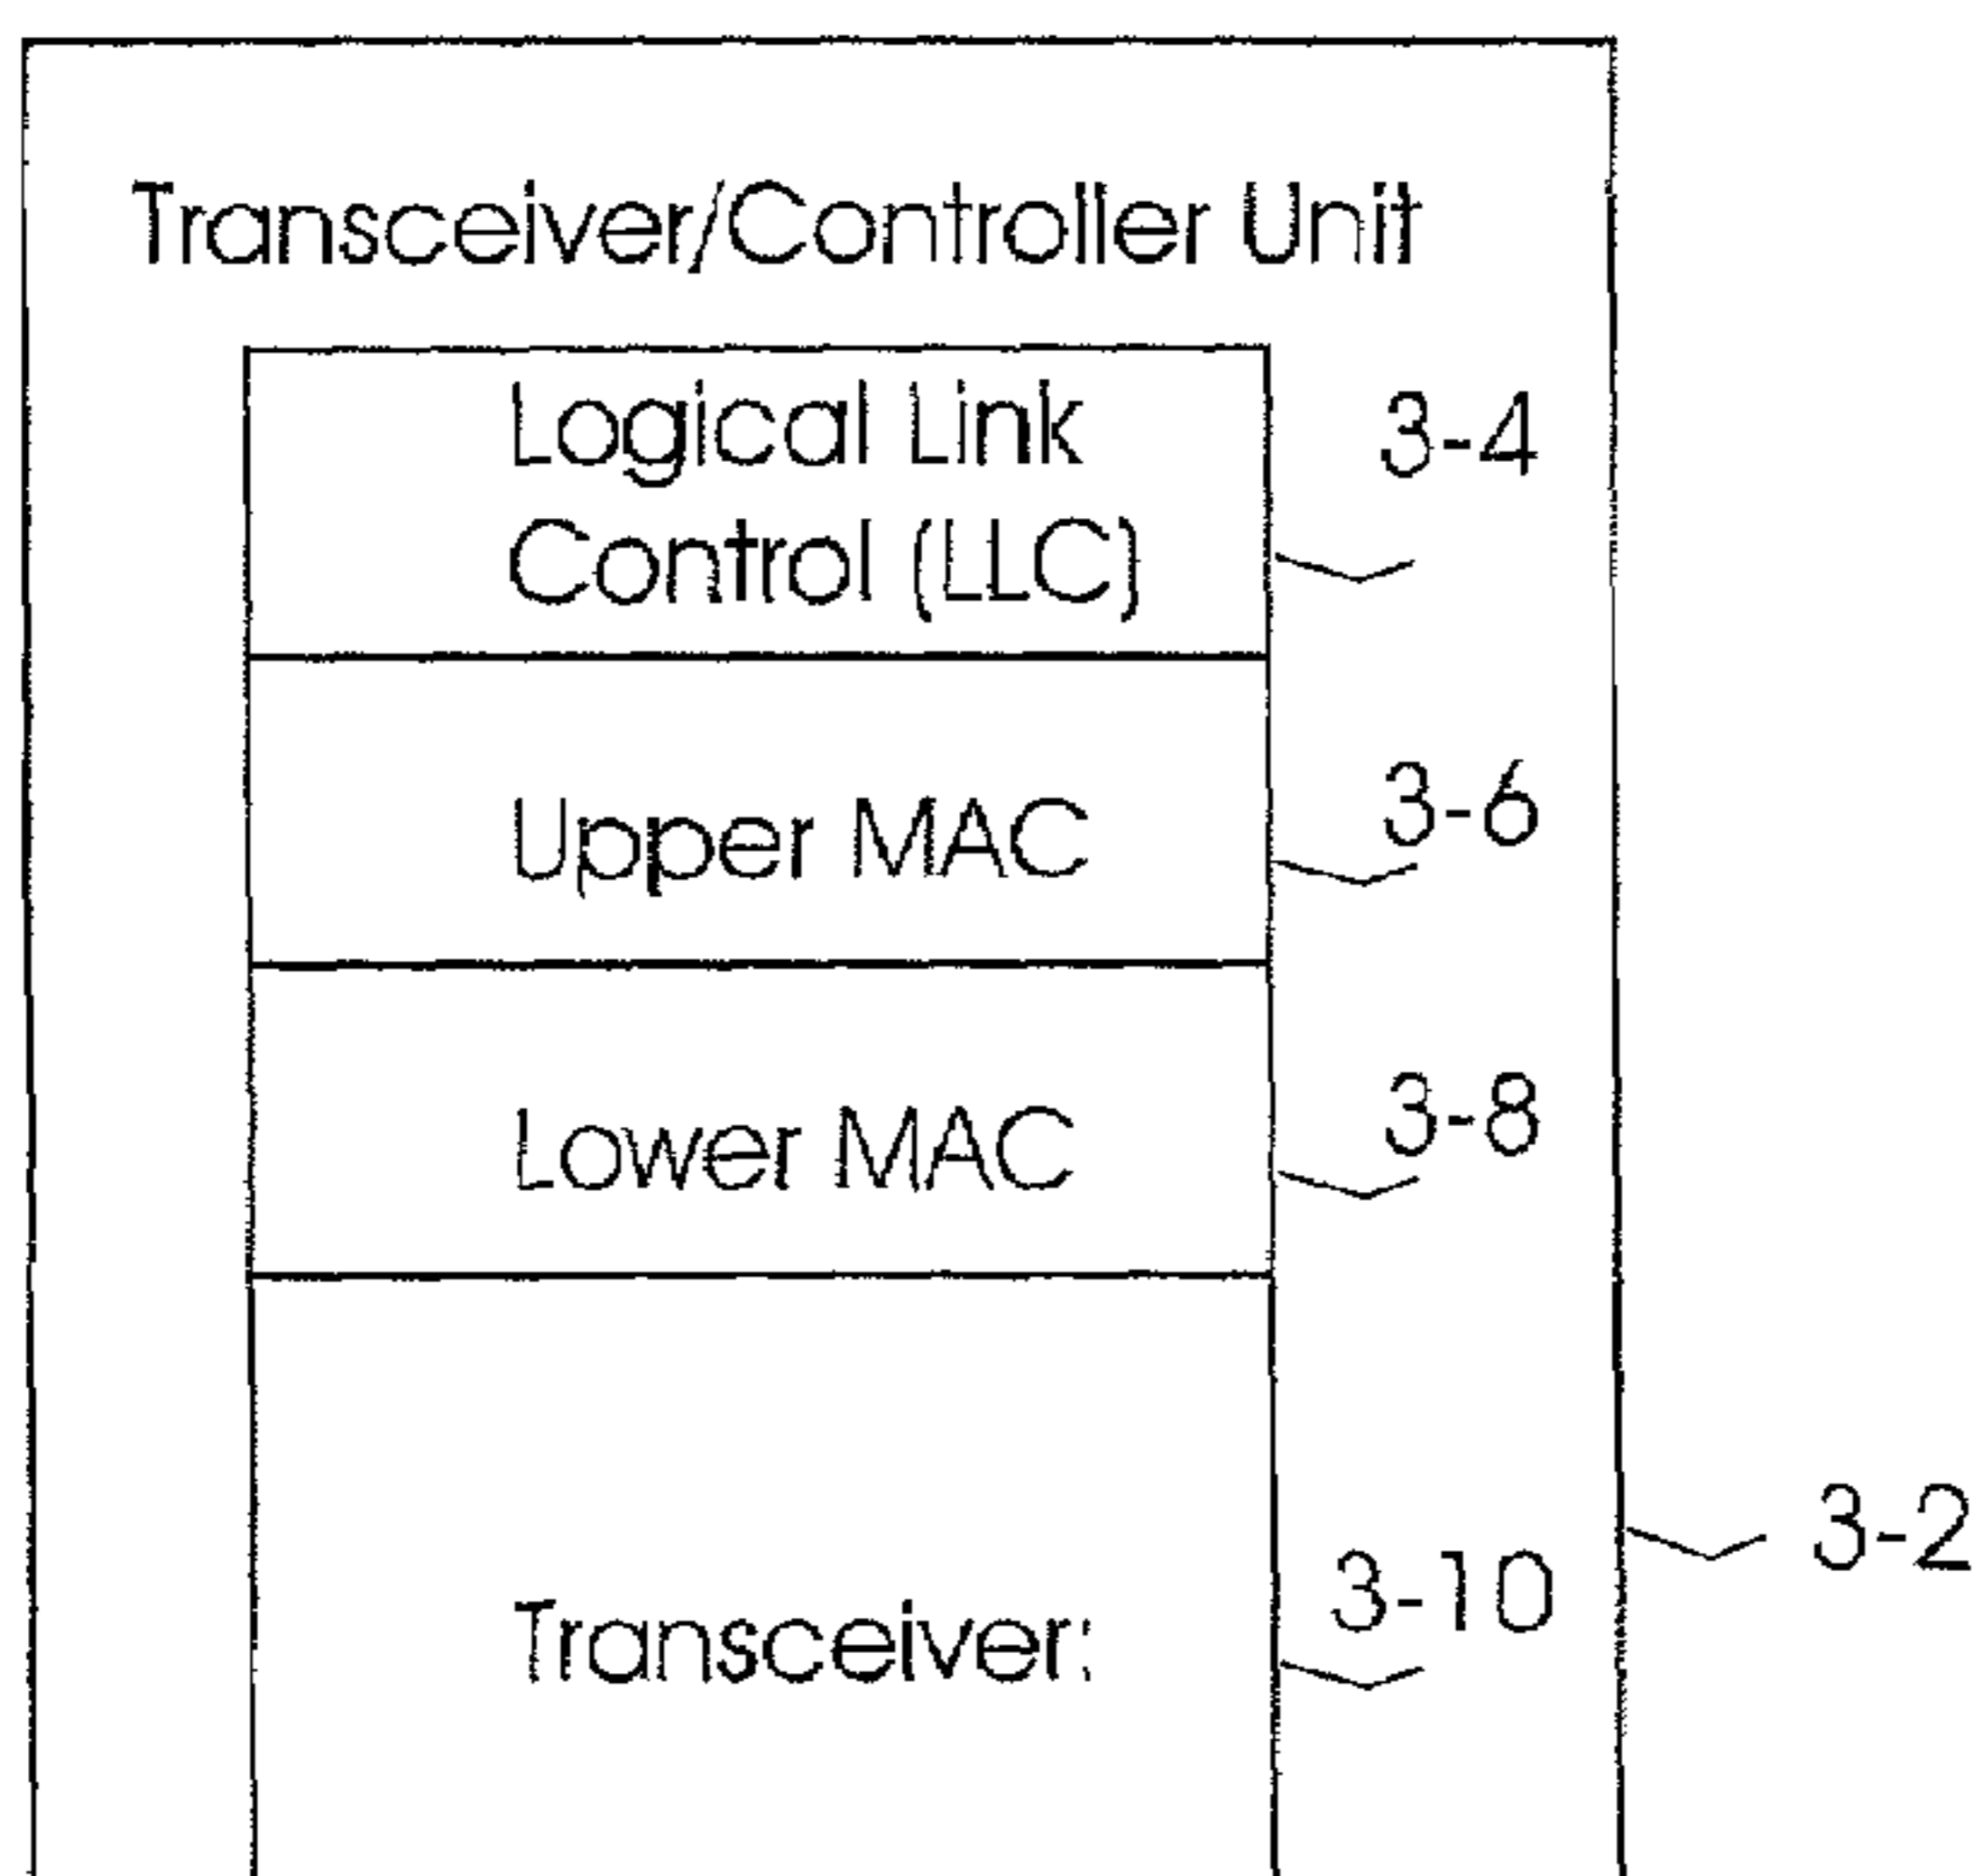 Transceiver/Controller Unit
Logical Link
Control (LLC)
3-4
Upper MAC
3-6
Lower MAC
3-8
Transceiver:
3-10
3-2